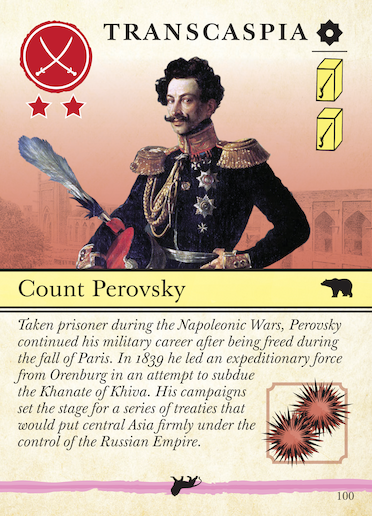 TRANSCASPIA
Count Perovsky
Taken prisoner during the Napoleonic Wars, Perovsky
continued his military career after being freed during
the fall of Paris. In 1839 he led an expeditionary force
from Orenburg in an attempt to subdue
the Khanate of Khiva. His campaigns
set the stage for a series of treaties that
would put central Asia firmly under the
control of the Russian Empire.
100